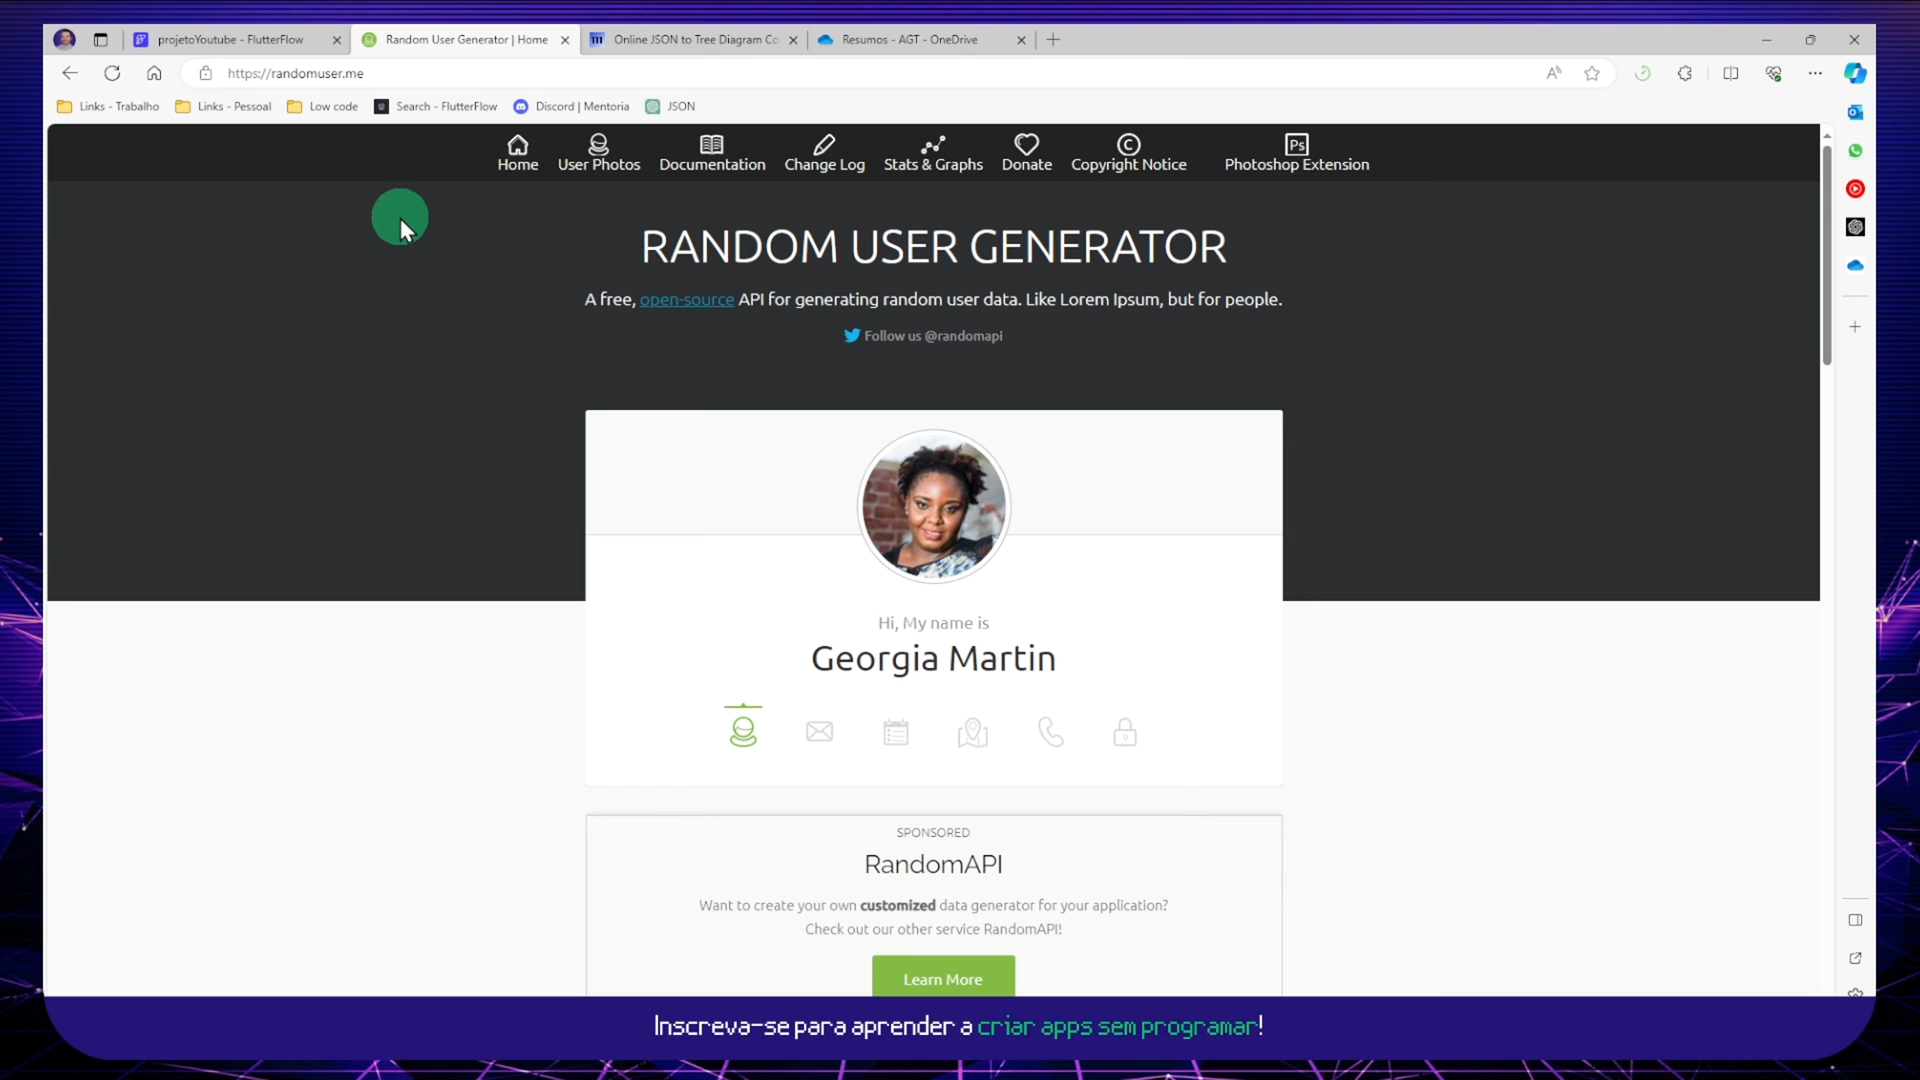 projetoYoutube - FlutterFlow
Random User Generator | Home
Online JSON to Tree Diagram Co
Resumos - AGT - OneDrive
https://randomuser.me
Links - Trabalho
Links - Pessoal
Low code
Search - FlutterFlow
Discord | Mentoria
JSON
Home
User Photos
Documentation
Change Log
Stats & Graphs
Donate
Copyright Notice
Photoshop Extension
RANDOM USER GENERATOR
A free, open-source API for generating random user data. Like Lorem Ipsum, but for people.
Follow us @randomapi
Hi, My name is
Georgia Martin
SPONSORED
RandomAPI
Want to create your own customized data generator for your application?
Check out our other service RandomAPI!
Learn More
Inscreva-se para aprender a criar apps sem programar!